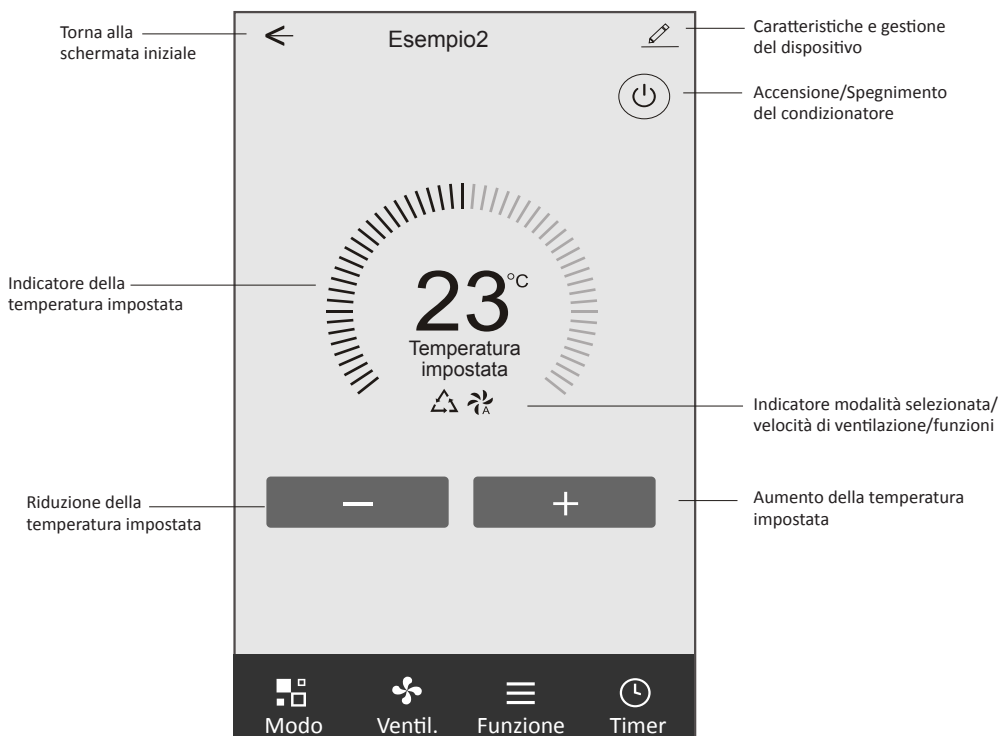 Torna alla
schermata iniziale
Esempio2
Caratteristiche e gestione
del dispositivo
Accensione/Spegnimento
del condizionatore
Indicatore della
temperatura impostata
23°C
Temperatura
impostata
A
Indicatore modalità selezionata/
velocità di ventilazione/funzioni
Riduzione della
temperatura impostata
Aumento della temperatura
impostata
Modo
Ventil.
Funzione
Timer